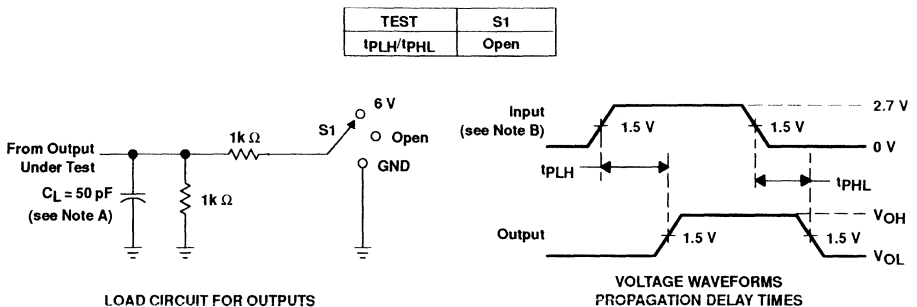 TEST S1
tPLH/tPHL Open
6 V
S1
Open
GND
1k Ω
From Output
Under Test
CL = 50 pF
(see Note A)
1k Ω
LOAD CIRCUIT FOR OUTPUTS
Input
(see Note B)
2.7 V
1.5 V
1.5 V
0 V
tPLH
tPHL
Output
VOH
1.5 V
1.5 V
VOL
VOLTAGE WAVEFORMS
PROPAGATION DELAY TIMES